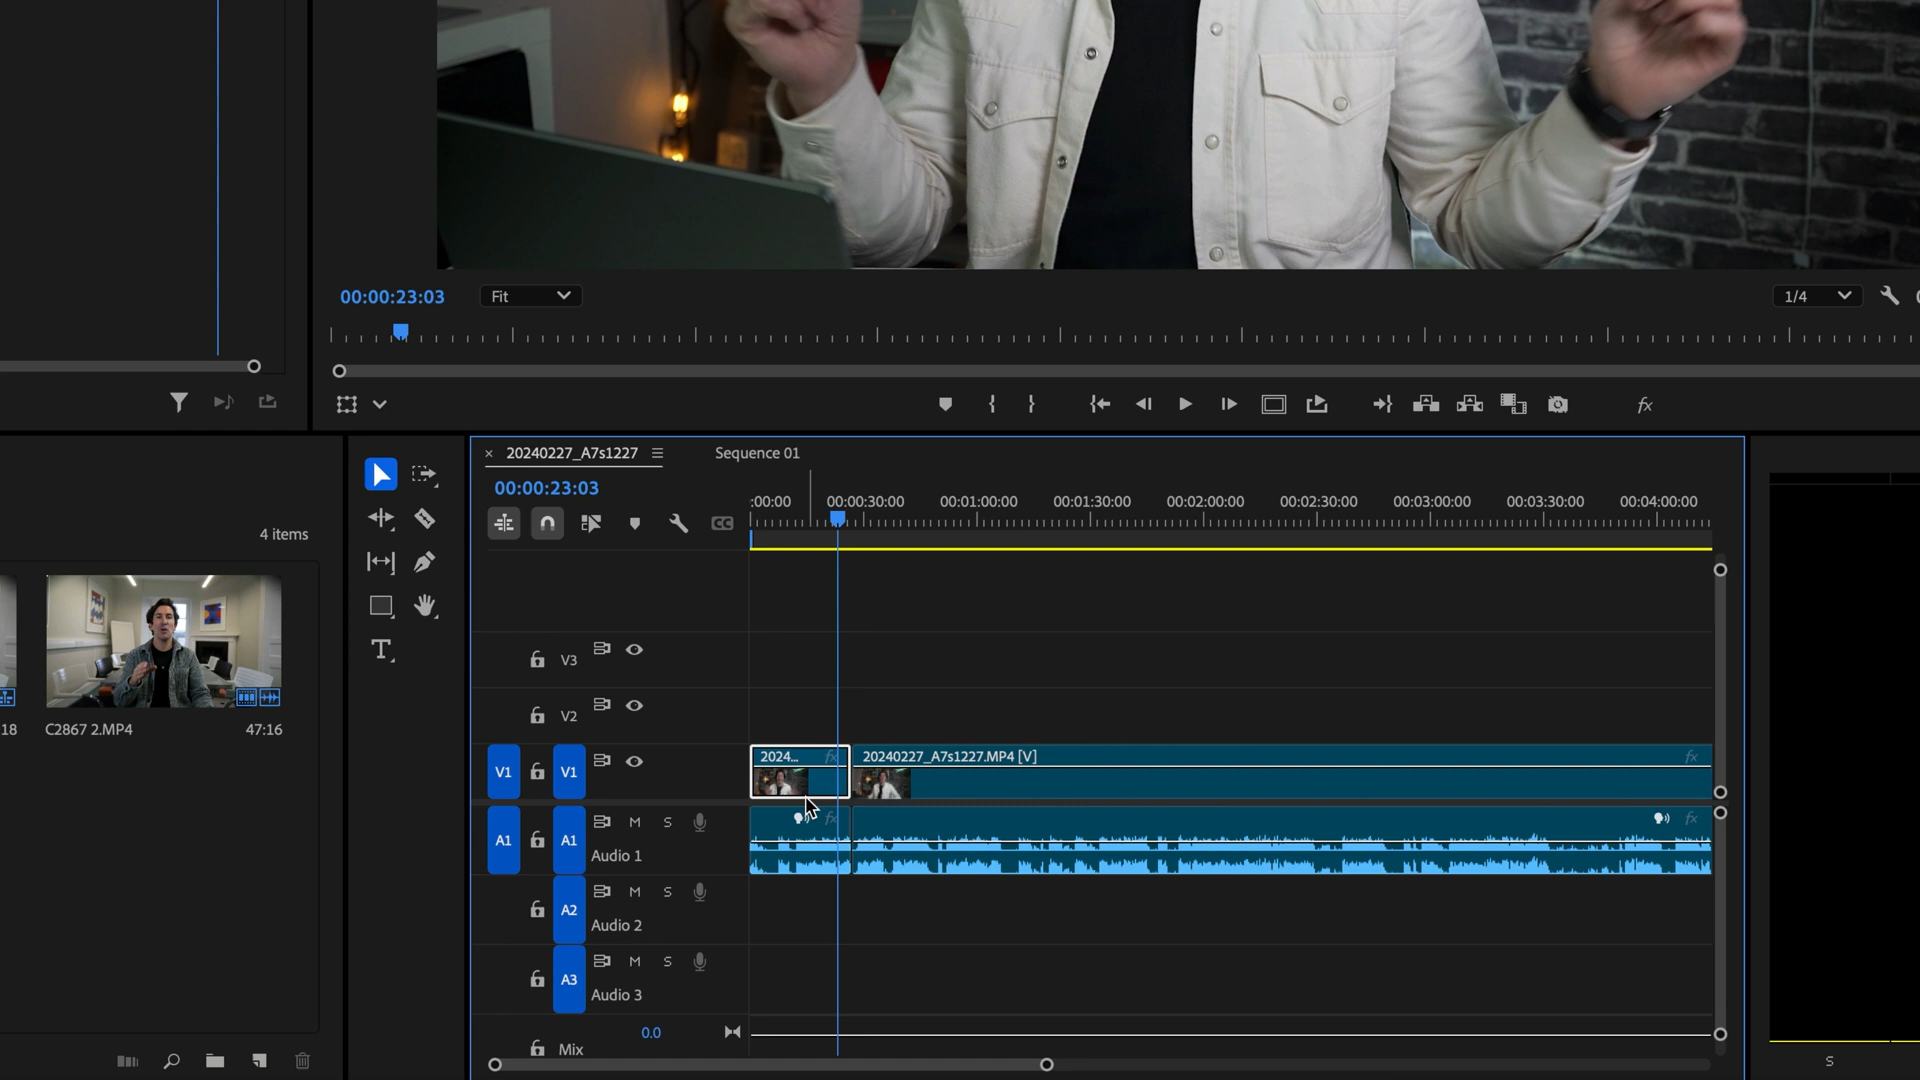 00:00:23:03
Fit
1/4
fx
× 20240227_A7s1227
Sequence 01
00:00:23:03
:00:00 00:00:30:00 00:01:00:00 00:01:30:00 00:02:00:00 00:02:30:00 00:03:00:00 00:03:30:00 00:04:00:00
CC
4 items
T
V3
V2
18
C2867 2.MP4
47:16
V1
V1
2024...
fx
20240227_A7s1227.MP4 [V]
fx
A1
A1
M
S
Audio 1
fx
fx
A2
M
S
Audio 2
A3
M
S
Audio 3
0.0
Mix
S